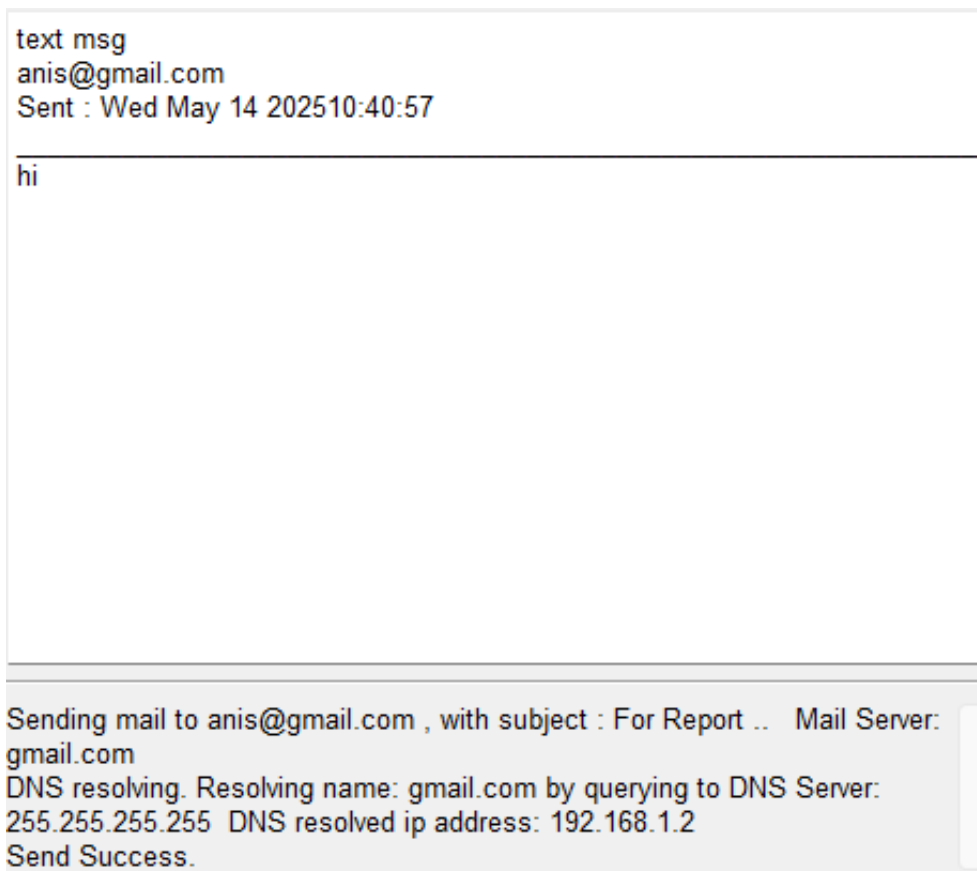 text msg
anis@gmail.com
Sent : Wed May 14 202510:40:57
hi
Sending mail to anis@gmail.com , with subject : For Report .. Mail Server:
gmail.com
DNS resolving. Resolving name: gmail.com by querying to DNS Server:
255.255.255.255 DNS resolved ip address: 192.168.1.2
Send Success.